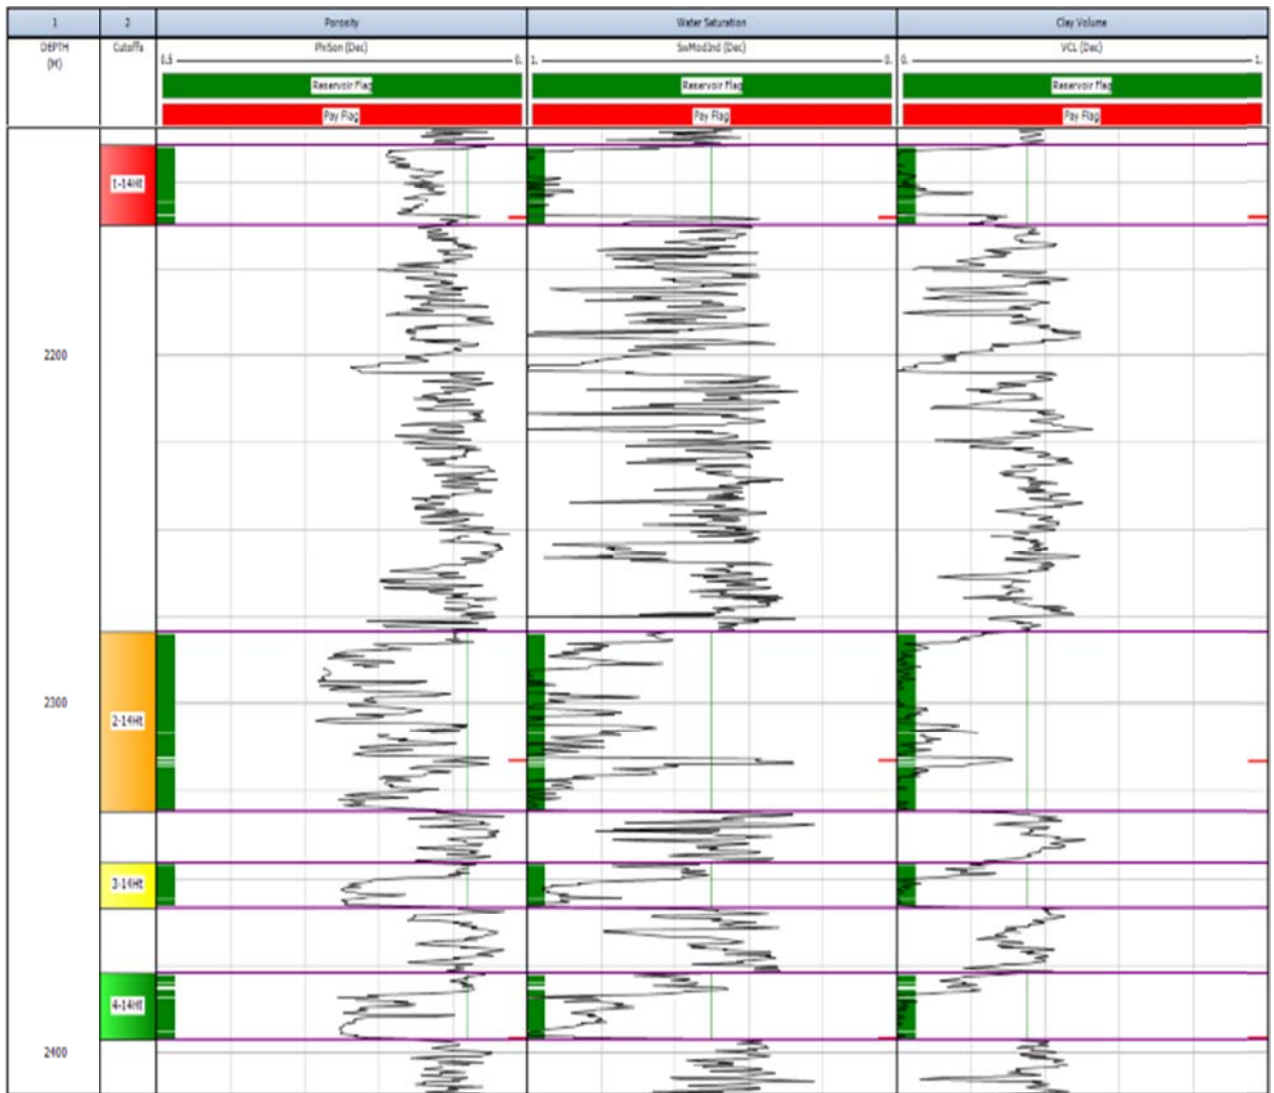 1 2 Porosity Water Saturation Clay Volume
DEPTH (M) Cutoffs PhiSon (Dec) SwModInd (Dec) VCL (Dec)
0.5 0. 1. 0. 0. 1.
Reservoir Flag Reservoir Flag Reservoir Flag
Pay Flag Pay Flag Pay Flag
1-14Ht
2200
2300
2-14Ht
3-14Ht
4-14Ht
2400